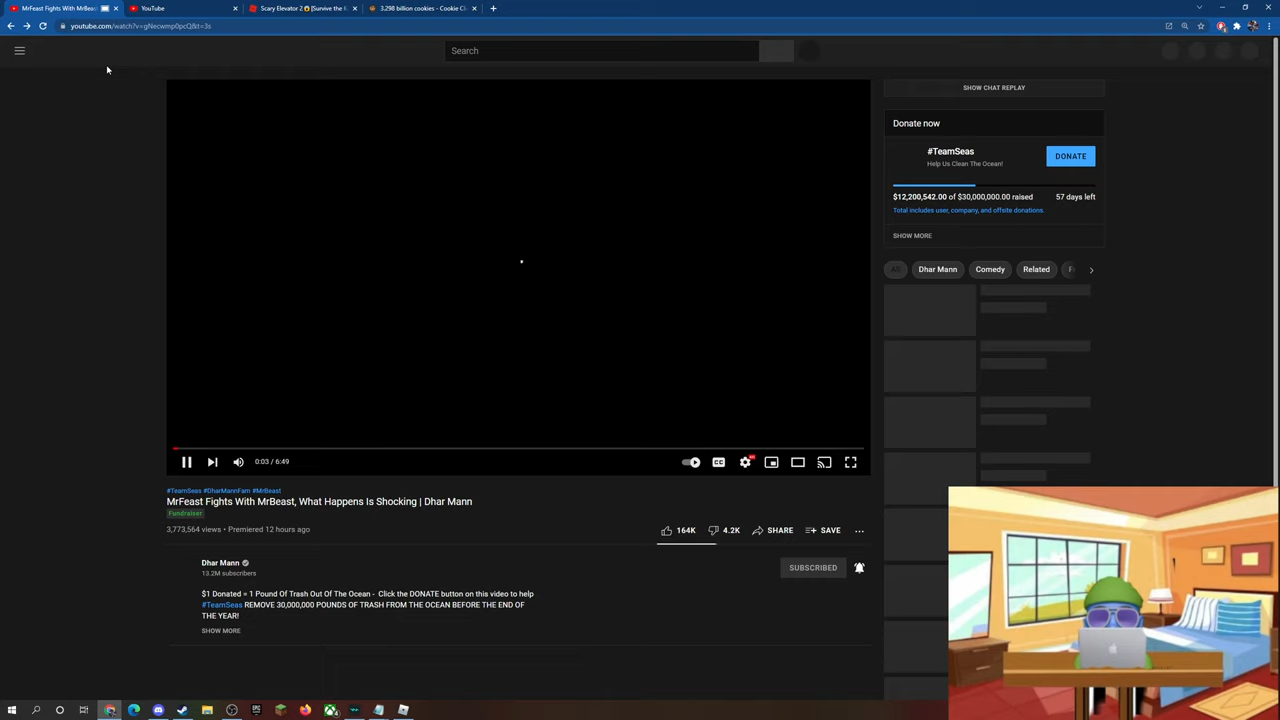 MrFeast Fights With MrBeast
YouTube
Scary Elevator 2 😱 [Survive the K
3.298 billion cookies - Cookie Cl
youtube.com/watch?v=gNecwmp0pcQ&t=3s
Search
SHOW CHAT REPLAY
Donate now
#TeamSeas
Help Us Clean The Ocean!
DONATE
$12,200,542.00 of $30,000,000.00 raised
57 days left
Total includes user, company, and offsite donations.
SHOW MORE
All
Dhar Mann
Comedy
Related
0:03 / 6:49
#TeamSeas #DharMannFam #MrBeast
MrFeast Fights With MrBeast, What Happens Is Shocking | Dhar Mann
Fundraiser
3,773,564 views • Premiered 12 hours ago
164K
4.2K
SHARE
SAVE
Dhar Mann
13.2M subscribers
SUBSCRIBED
$1 Donated = 1 Pound Of Trash Out Of The Ocean - Click the DONATE button on this video to help
#TeamSeas REMOVE 30,000,000 POUNDS OF TRASH FROM THE OCEAN BEFORE THE END OF
THE YEAR!
SHOW MORE